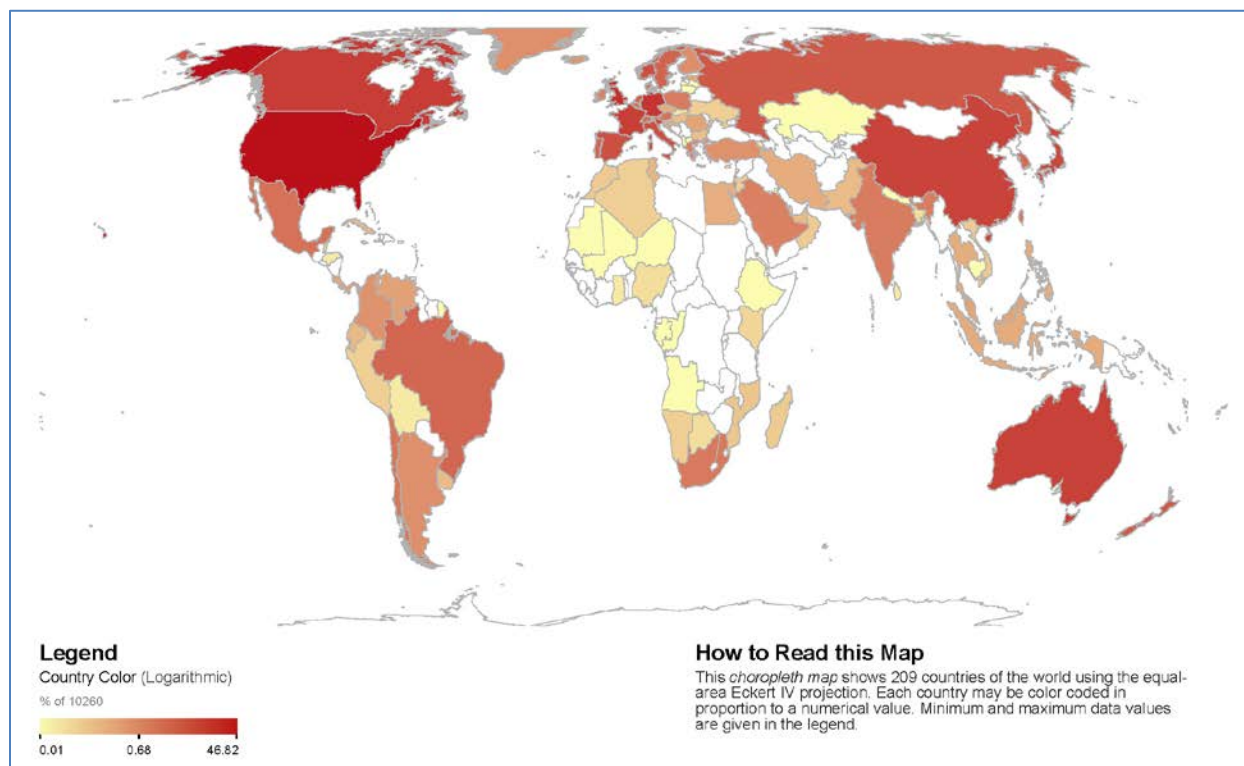 Legend
Country Color (Logarithmic)
% of 10260
0.01 0.68 46.82
How to Read this Map
This choropleth map shows 209 countries of the world using the equal-
area Eckert IV projection. Each country may be color coded in
proportion to a numerical value. Minimum and maximum data values
are given in the legend.